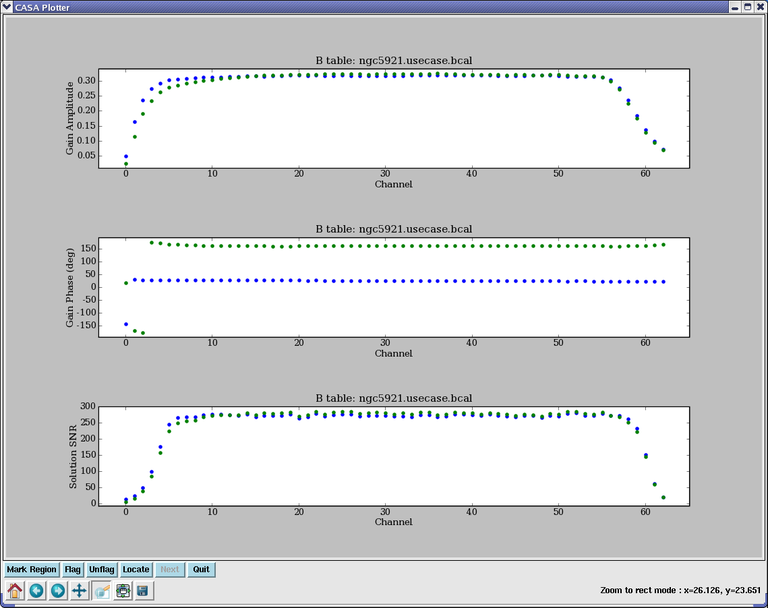 CASA Plotter
B table: ngc5921.usecase.bcal
Gain Amplitude
0.30
0.25
0.20
0.15
0.10
0.05
0 10 20 30 40 50 60
Channel
B table: ngc5921.usecase.bcal
Gain Phase (deg)
150
100
50
0
-50
-100
-150
0 10 20 30 40 50 60
Channel
B table: ngc5921.usecase.bcal
Solution SNR
300
250
200
150
100
50
0
0 10 20 30 40 50 60
Channel
Mark Region Flag Unflag Locate Next Quit
Zoom to rect mode : x=26.126, y=23.651